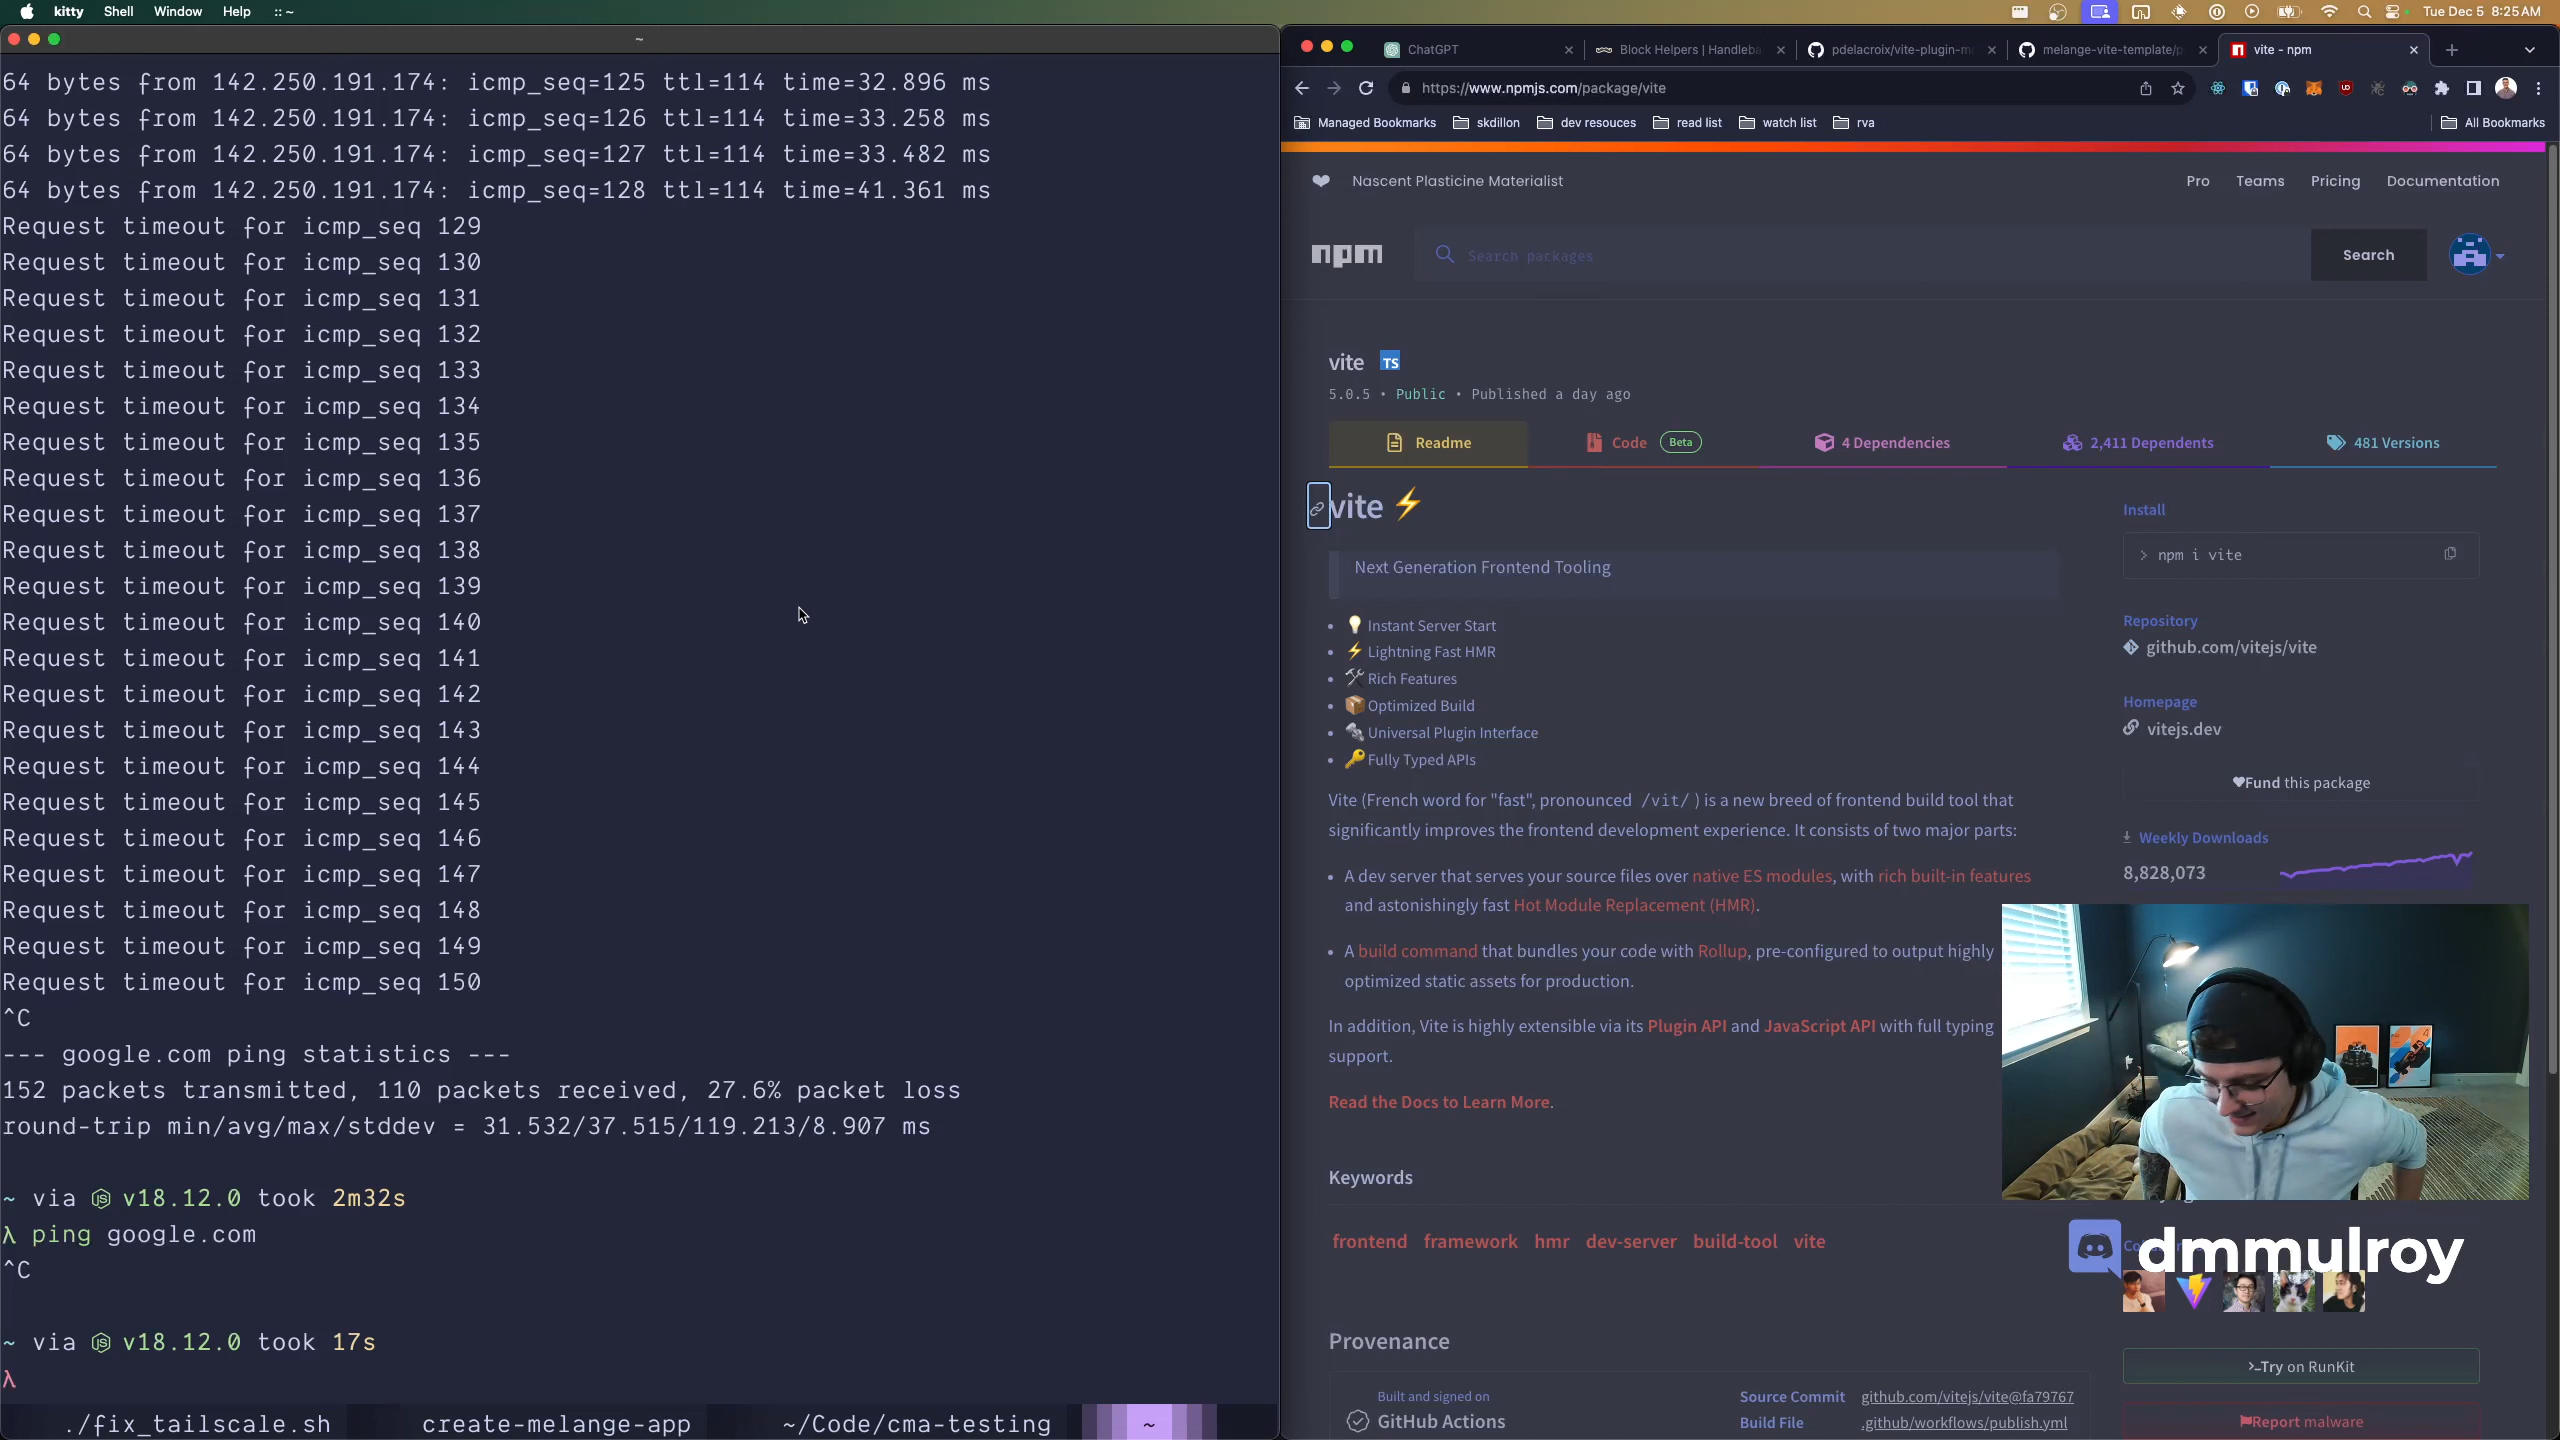 kitty Shell Window Help :: ~
Tue Dec 5 8:25 AM
~
64 bytes from 142.250.191.174: icmp_seq=125 ttl=114 time=32.896 ms
64 bytes from 142.250.191.174: icmp_seq=126 ttl=114 time=33.258 ms
64 bytes from 142.250.191.174: icmp_seq=127 ttl=114 time=33.482 ms
64 bytes from 142.250.191.174: icmp_seq=128 ttl=114 time=41.361 ms
Request timeout for icmp_seq 129
Request timeout for icmp_seq 130
Request timeout for icmp_seq 131
Request timeout for icmp_seq 132
Request timeout for icmp_seq 133
Request timeout for icmp_seq 134
Request timeout for icmp_seq 135
Request timeout for icmp_seq 136
Request timeout for icmp_seq 137
Request timeout for icmp_seq 138
Request timeout for icmp_seq 139
Request timeout for icmp_seq 140
Request timeout for icmp_seq 141
Request timeout for icmp_seq 142
Request timeout for icmp_seq 143
Request timeout for icmp_seq 144
Request timeout for icmp_seq 145
Request timeout for icmp_seq 146
Request timeout for icmp_seq 147
Request timeout for icmp_seq 148
Request timeout for icmp_seq 149
Request timeout for icmp_seq 150
^C
--- google.com ping statistics ---
152 packets transmitted, 110 packets received, 27.6% packet loss
round-trip min/avg/max/stddev = 31.532/37.515/119.213/8.907 ms
~ via v18.12.0 took 2m32s
λ ping google.com
^C
~ via v18.12.0 took 17s
λ
./fix_tailscale.sh create-melange-app ~/Code/cma-testing ~
ChatGPT
Block Helpers | Handleba
pdelacroix/vite-plugin-m
melange-vite-template/p
vite - npm
https://www.npmjs.com/package/vite
Managed Bookmarks skdillon dev resouces read list watch list rva All Bookmarks
Nascent Plasticine Materialist
Pro Teams Pricing Documentation
npm
Search packages
Search
vite TS
5.0.5 • Public • Published a day ago
Readme
Code Beta
4 Dependencies
2,411 Dependents
481 Versions
vite ⚡
Next Generation Frontend Tooling
• 💡 Instant Server Start
• ⚡ Lightning Fast HMR
• 🛠️ Rich Features
• 📦 Optimized Build
• 🔩 Universal Plugin Interface
• 🔑 Fully Typed APIs
Vite (French word for "fast", pronounced /vit/ ) is a new breed of frontend build tool that
significantly improves the frontend development experience. It consists of two major parts:
• A dev server that serves your source files over native ES modules, with rich built-in features
and astonishingly fast Hot Module Replacement (HMR).
• A build command that bundles your code with Rollup, pre-configured to output highly
optimized static assets for production.
In addition, Vite is highly extensible via its Plugin API and JavaScript API with full typing
support.
Read the Docs to Learn More.
Keywords
frontend framework hmr dev-server build-tool vite
Provenance
Built and signed on
GitHub Actions
Source Commit github.com/vitejs/vite@fa79767
Build File .github/workflows/publish.yml
Install
> npm i vite
Repository
github.com/vitejs/vite
Homepage
vitejs.dev
Fund this package
Weekly Downloads
8,828,073
dmmulroy
Try on RunKit
Report malware